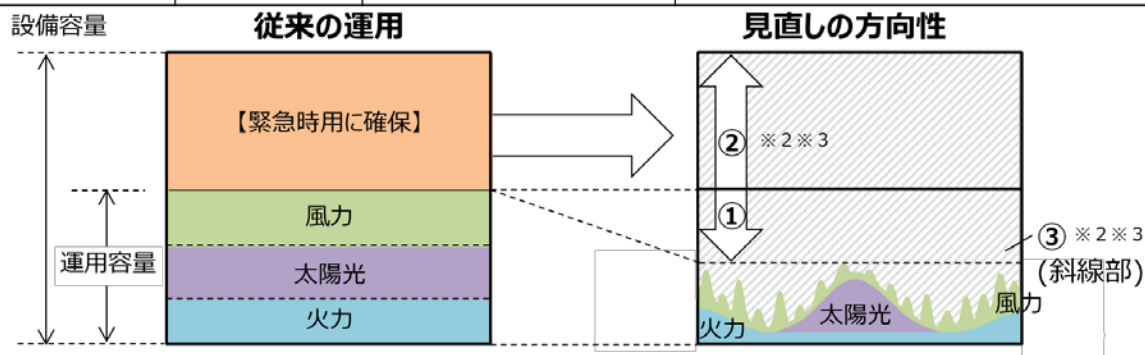 設備容量
従来の運用
見直しの方向性
【緊急時用に確保】
② ※2※3
風力
①
③ ※2※3
(斜線部)
運用容量
太陽光
火力
火力
太陽光
風力